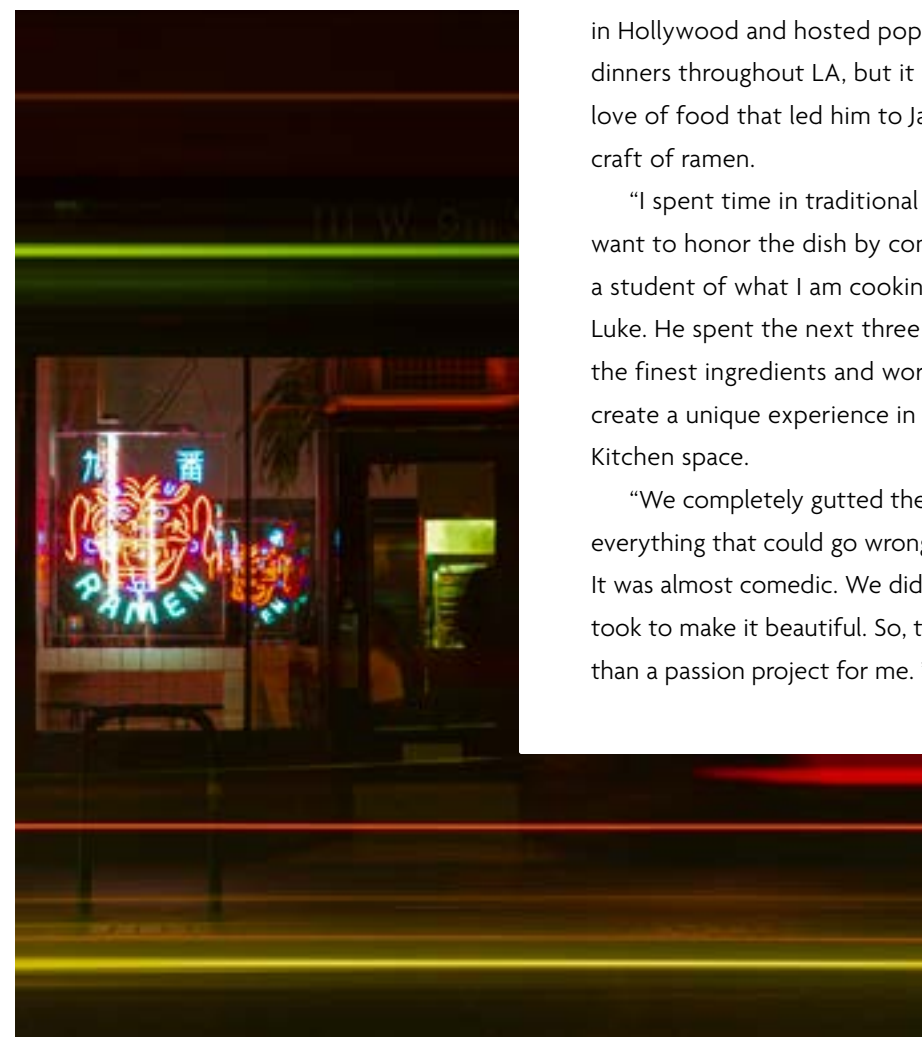 九 番
RAMEN
in Hollywood and hosted pop
dinners throughout LA, but it
love of food that led him to Ja
craft of ramen.
“I spent time in traditional
want to honor the dish by cor
a student of what I am cookin
Luke. He spent the next three
the finest ingredients and wor
create a unique experience in
Kitchen space.
“We completely gutted the
everything that could go wrong
It was almost comedic. We did
took to make it beautiful. So, t
than a passion project for me.